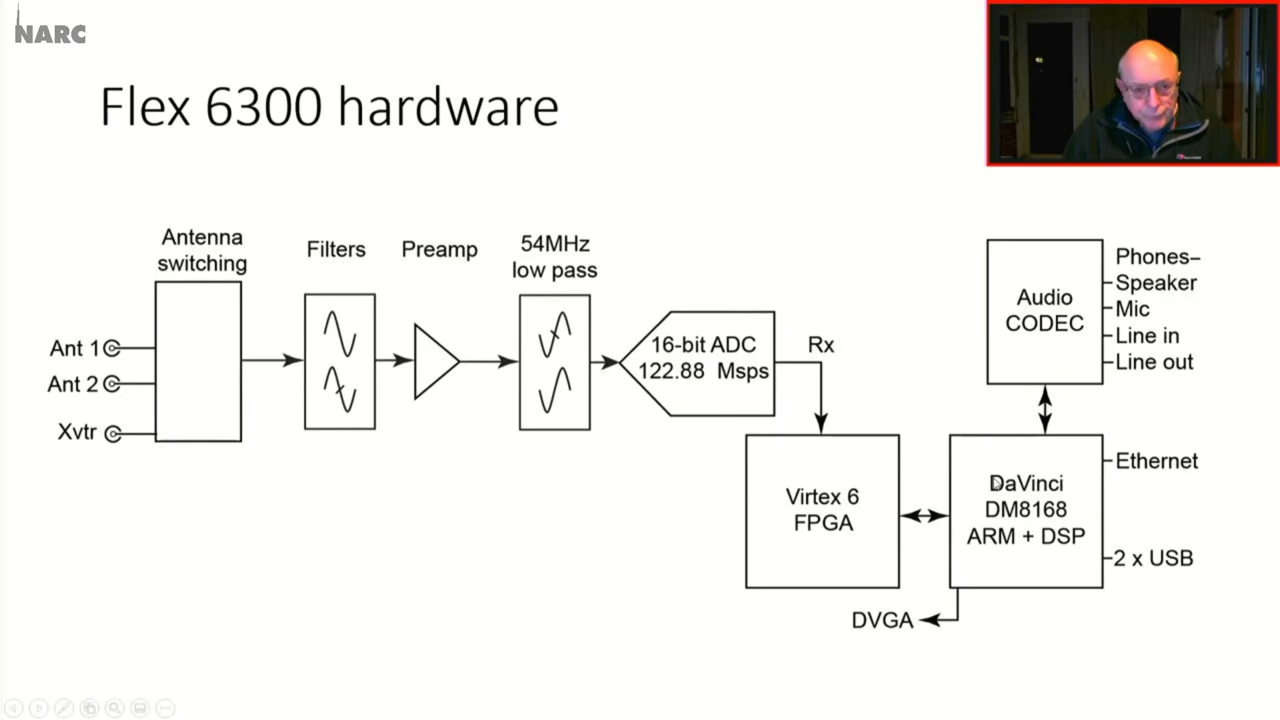 NARC
Flex 6300 hardware
Antenna
switching
Filters
Preamp
54MHz
low pass
Ant 1
Ant 2
Xvtr
16-bit ADC
122.88 Msps
Rx
Virtex 6
FPGA
Audio
CODEC
Phones–
Speaker
Mic
Line in
Line out
DaVinci
DM8168
ARM + DSP
Ethernet
2 x USB
DVGA